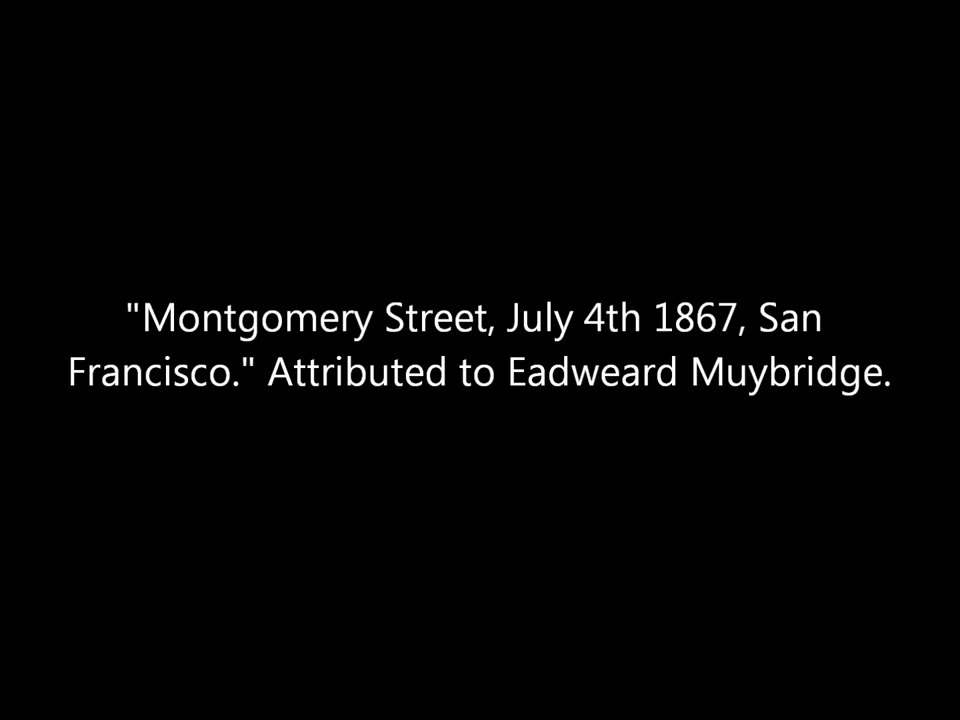 "Montgomery Street, July 4th 1867, San
Francisco." Attributed to Eadweard Muybridge.